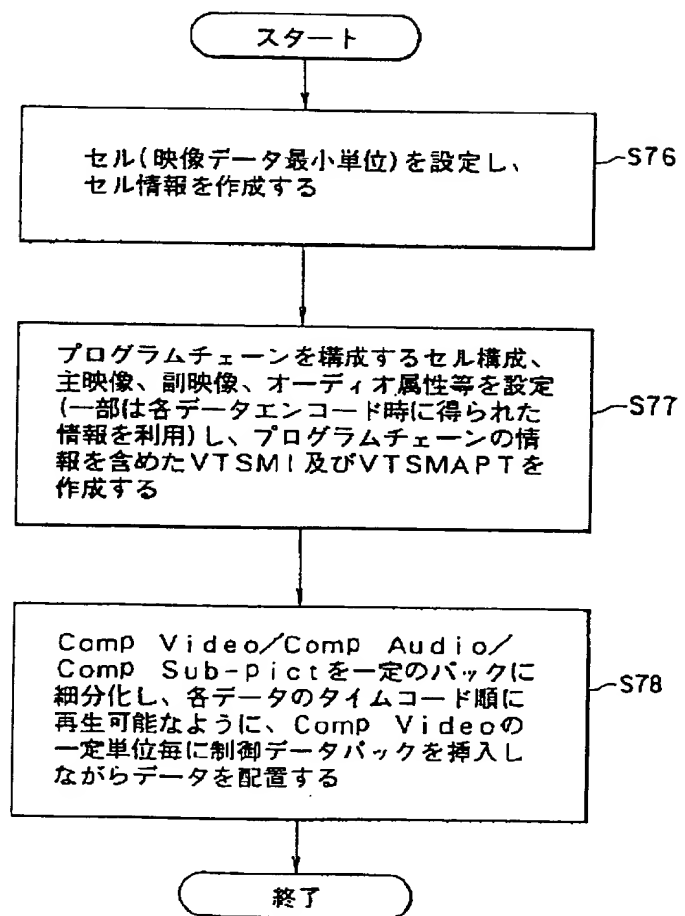 スタート
セル(映像データ最小単位)を設定し、
セル情報を作成する
S76
プログラムチェーンを構成するセル構成、
主映像、副映像、オーディオ属性等を設定
(一部は各データエンコード時に得られた
情報を利用)し、プログラムチェーンの情
報を含めたVTSMI及びVTSMAPTを
作成する
S77
Comp Video/Comp Audio/
Comp Sub-pictを一定のパックに
細分化し、各データのタイムコード順に
再生可能なように、Comp Videoの
一定単位毎に制御データパックを挿入し
ながらデータを配置する
S78
終了